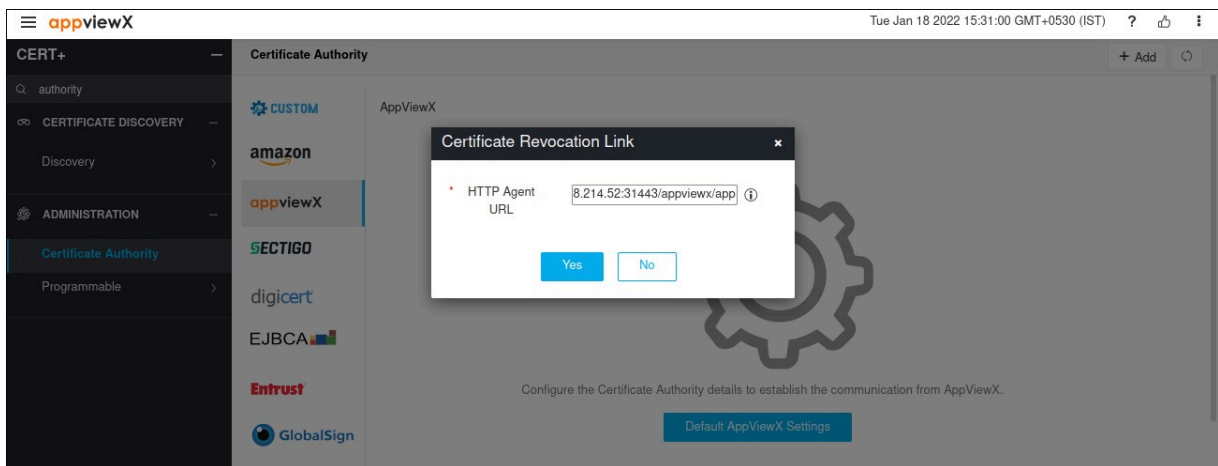 appviewX
Tue Jan 18 2022 15:31:00 GMT+0530 (IST) ?
CERT+
Certificate Authority
+ Add
authority
CERTIFICATE DISCOVERY
Discovery
ADMINISTRATION
Certificate Authority
Programmable
CUSTOM
amazon
appviewX
SECTIGO
digicert
EJBCA
Entrust
GlobalSign
AppViewX
Certificate Revocation Link ×
* HTTP Agent
URL
8.214.52:31443/appviewx/app
Yes No
Configure the Certificate Authority details to establish the communication from AppViewX.
Default AppViewX Settings